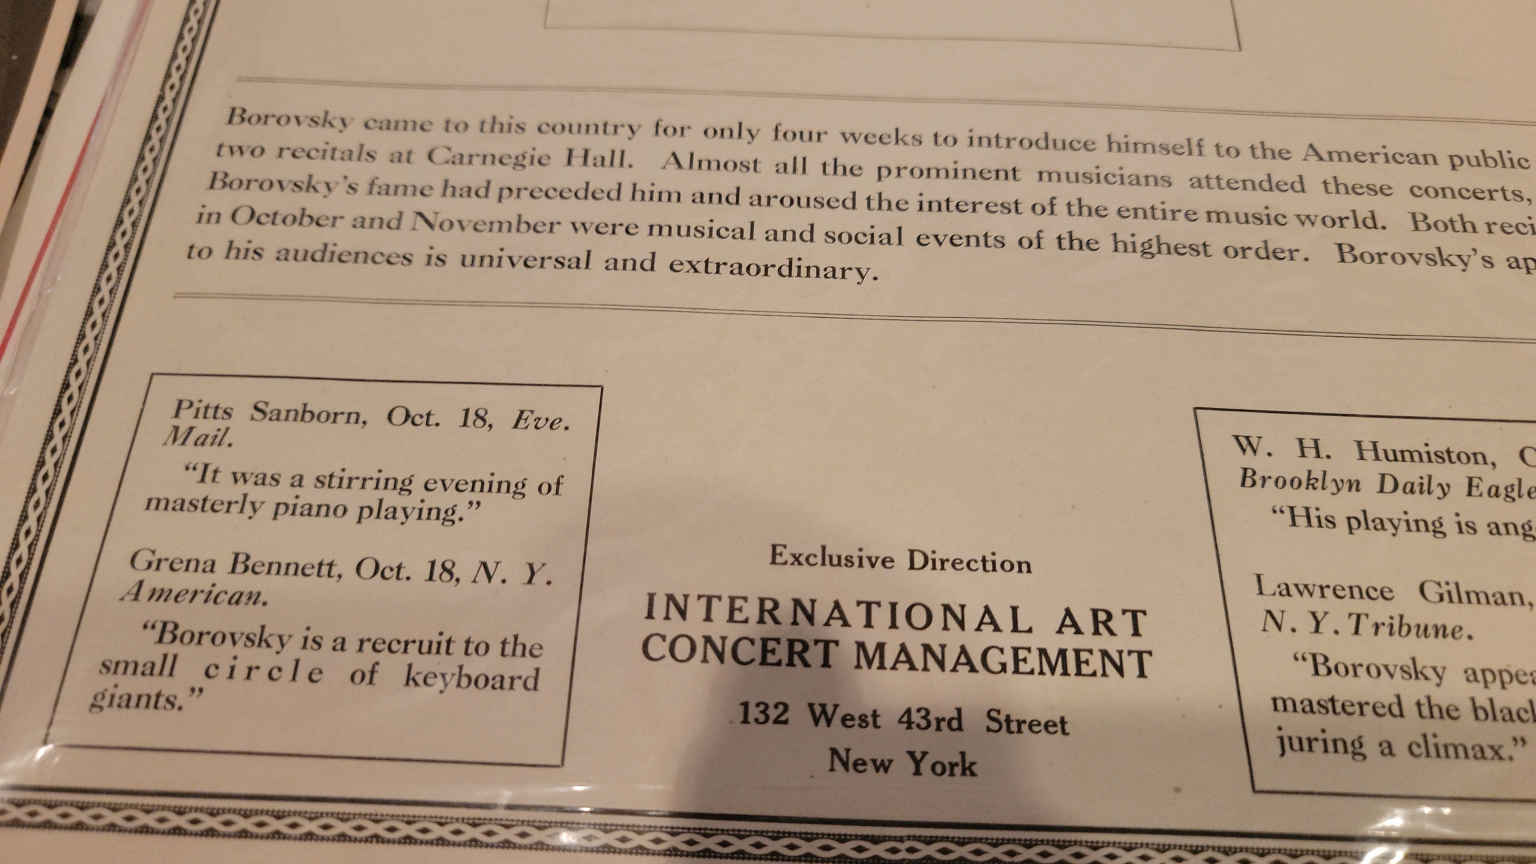 Borovsky came to this country for only four weeks to introduce himself to the American public
two recitals at Carnegie Hall. Almost all the prominent musicians attended these concerts,
Borovsky's fame had preceded him and aroused the interest of the entire music world. Both
in October and November were musical and social events of the highest order. Borovsky's
to his audiences is universal and extraordinary.
Pitts Sanborn, Oct. 18, Eve.
Mail.
"It was a stirring evening of
masterly piano playing."
Grena Bennett, Oct. 18, N. Y.
American.
"Borovsky is a recruit to the
small circle of keyboard
giants."
Exclusive Direction
INTERNATIONAL ART
CONCERT MANAGEMENT
132 West 43rd Street
New York
W. H. Humiston,
Brooklyn Daily Eagle
"His playing is
Lawrence Gilman,
N. Y. Tribune.
"Borovsky
mastered the
juring a climax."